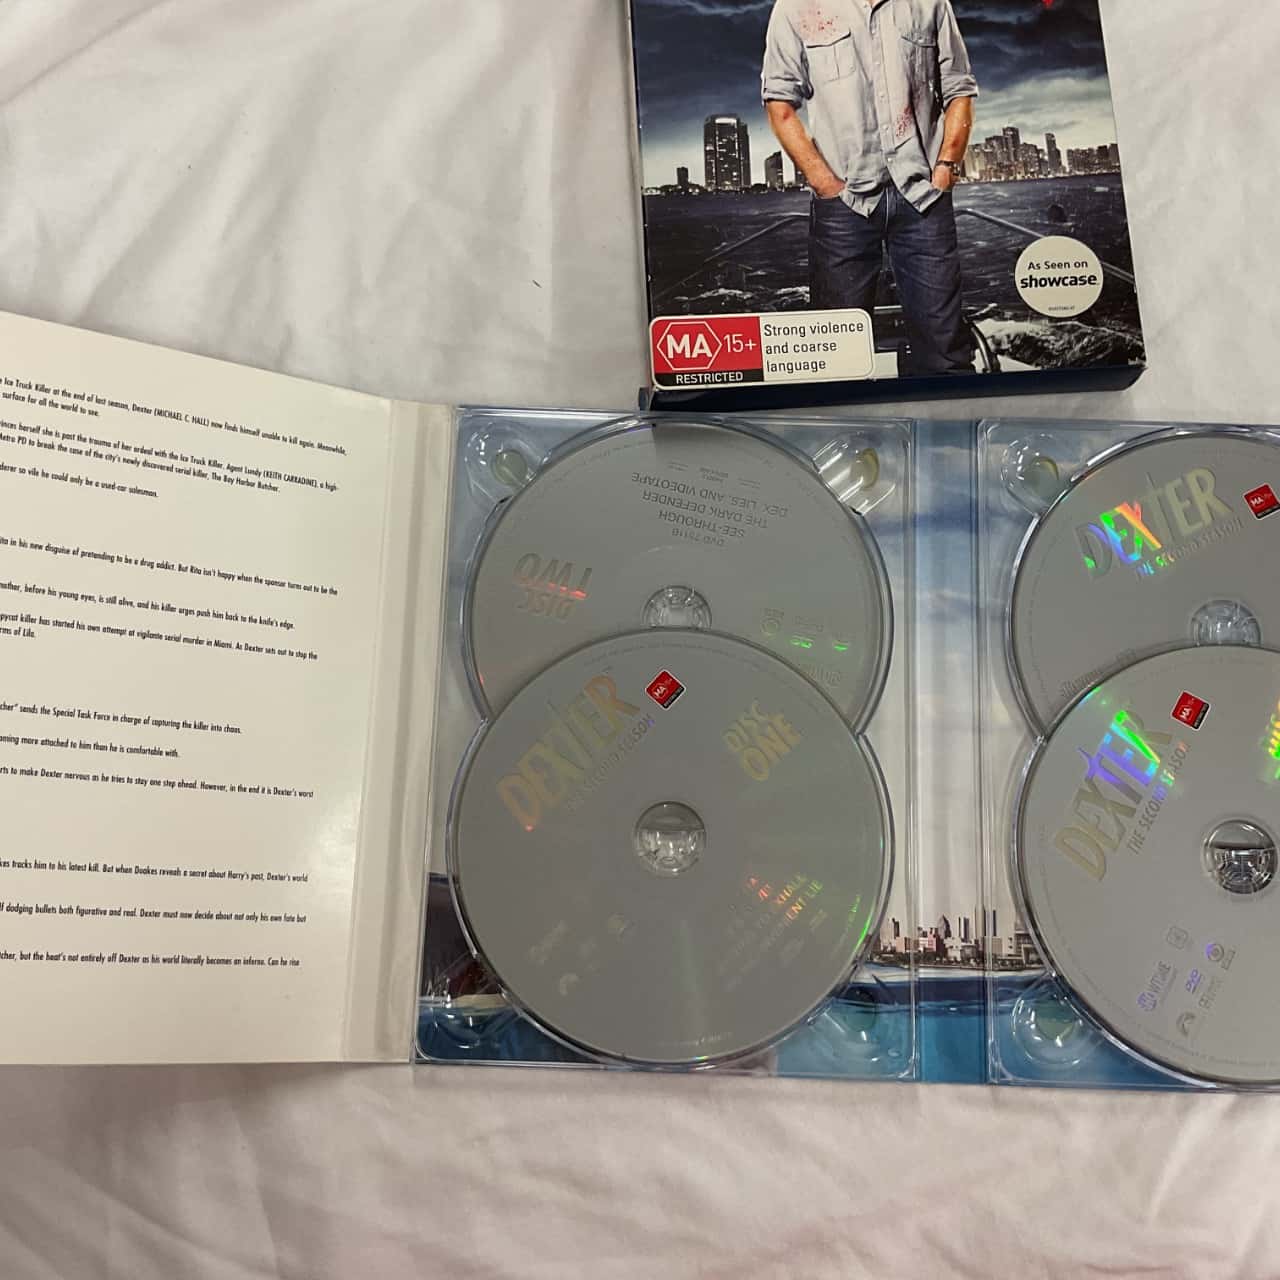 As Seen on
showcase
MA 15+
RESTRICTED
Strong violence
and coarse
language
Ice Truck Killer at the end of last season, Dexter (MICHAEL C. HALL) now finds himself unable to kill again. Meanwhile,
surface for all the world to see.
herself she is past the trauma of her ordeal with the Ice Truck Killer, Agent Lundy (KEITH CARRADINE), a high-
Metro PD to break the case of the city's newly discovered serial killer, The Bay Harbor Butcher.
so vile he could only be a used-car salesman.
in his new disguise of pretending to be a drug addict. But Rita isn't happy when the sponsor turns out to be the
before his young eyes, is still alive, and his killer urges push him back to the knife's edge.
killer has started his own attempt at vigilante serial murder in Miami. As Dexter sets out to stop the
of Lila.
sends the Special Task Force in charge of capturing the killer into chaos.
more attached to him than he is comfortable with.
to make Dexter nervous as he tries to stay one step ahead. However, in the end it is Dexter's worst
tracks him to his latest kill. But when Doakes reveals a secret about Harry's past, Dexter's world
dodging bullets both figurative and real. Dexter must now decide about not only his own fate but
but the heat's not entirely off Dexter as his world literally becomes an inferno. Can he rise
DISC
TWO
DVD
SEE-THROUGH
THE DARK DEFENDER
DEX, LIES, AND VIDEOTAPE
DEXTER
THE SECOND SEASON
MA 15+
DISC
ONE
DEXTER
THE SECOND SEASON
MA
DEXTER
THE SECOND SEASON
MA 15+
SHOWTIME
DVD